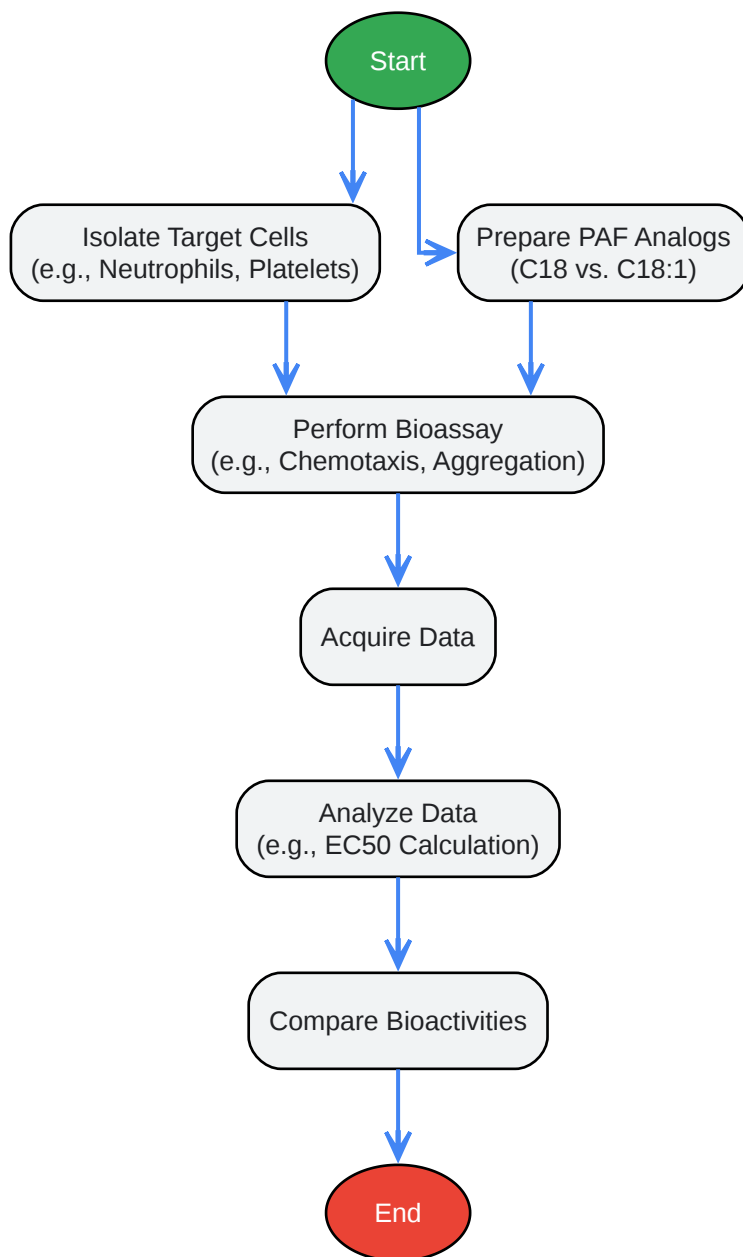 Start
Isolate Target Cells
(e.g., Neutrophils, Platelets)
Prepare PAF Analogs
(C18 vs. C18:1)
Perform Bioassay
(e.g., Chemotaxis, Aggregation)
Acquire Data
Analyze Data
(e.g., EC50 Calculation)
Compare Bioactivities
End